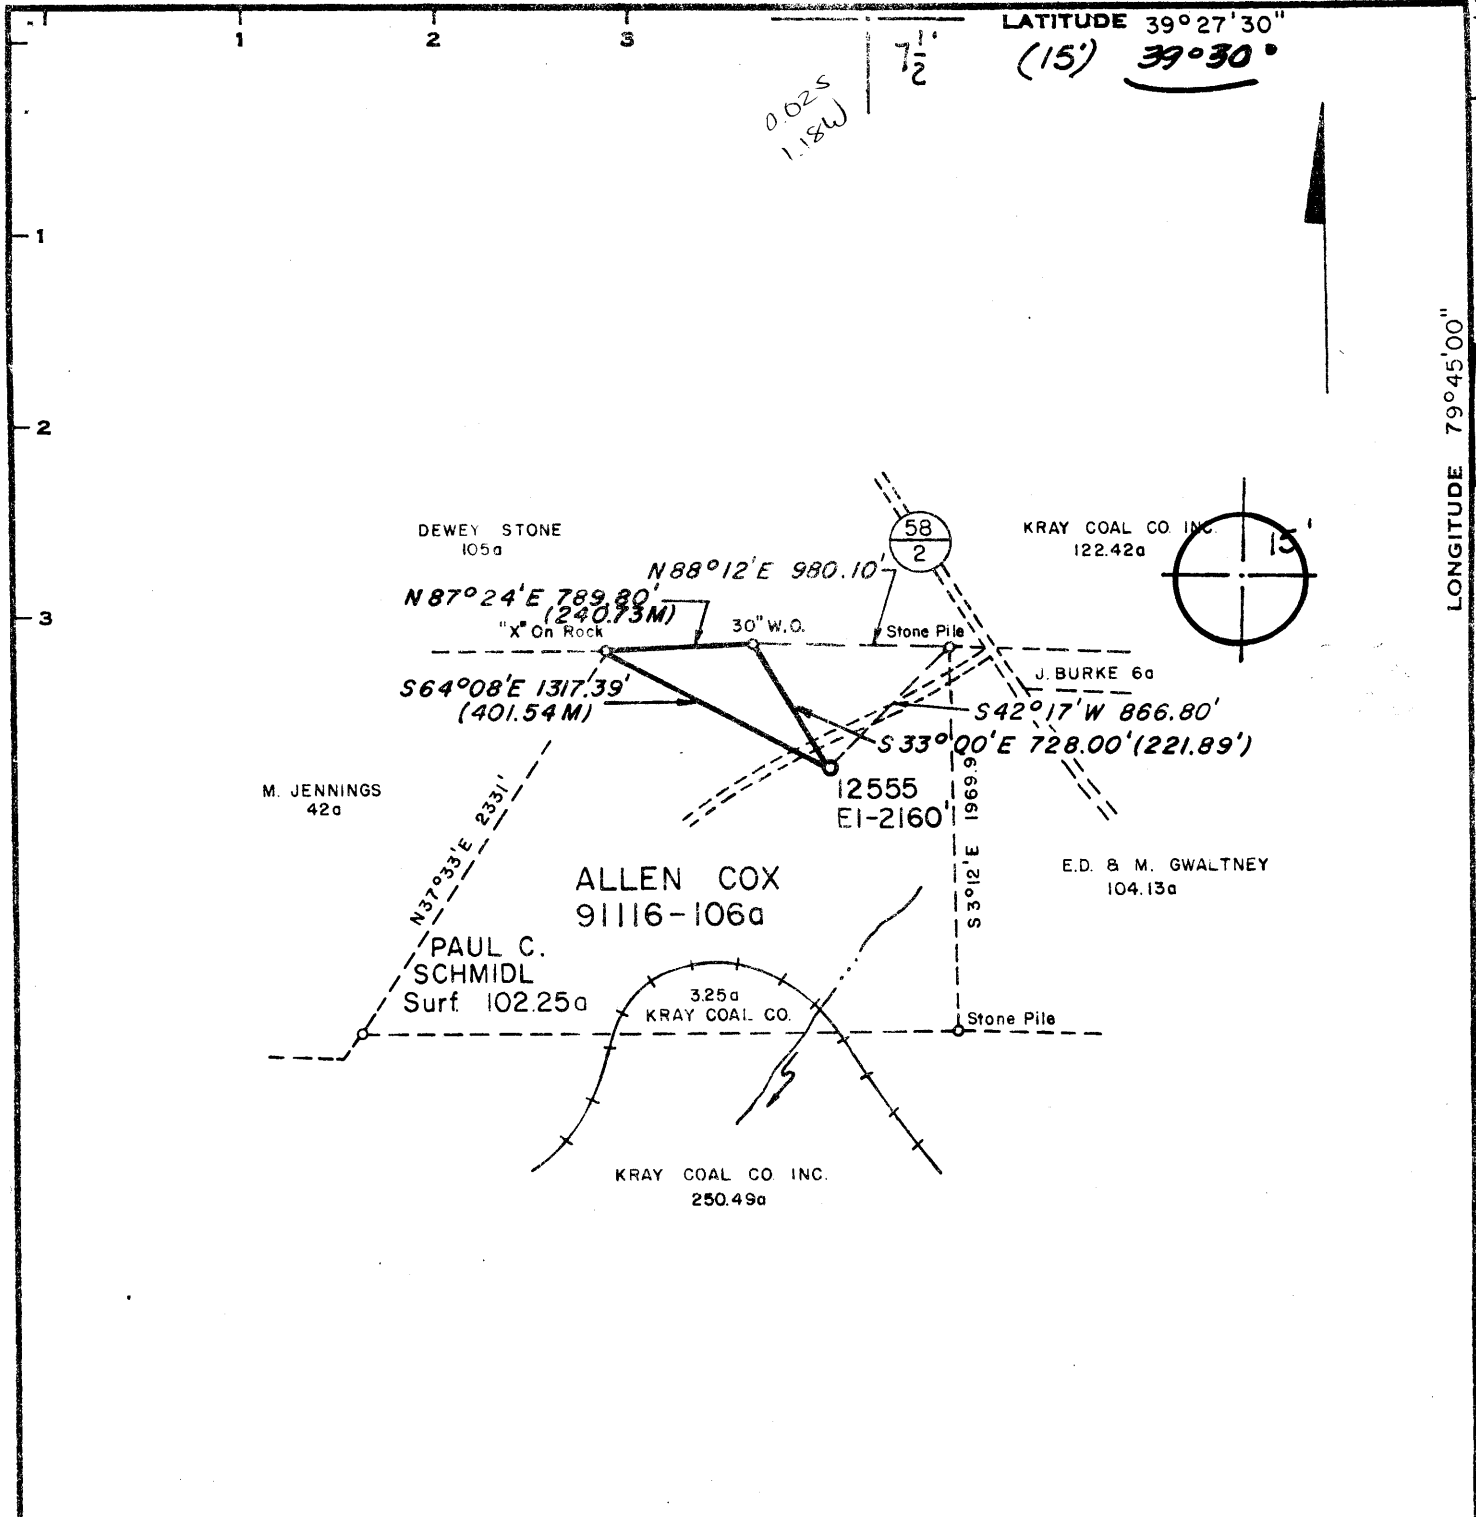 LATITUDE 39°27'30"
(15') 39°30'
7 1/2'
0.02S
1.18W
1 2 3
1
2
3
LONGITUDE 79°45'00"
DEWEY STONE
105a
58
2
KRAY COAL CO. INC.
122.42a
15'
N88°12'E 980.10'
N87°24'E 789.80'
(240.73M)
"X" On Rock
30" W.O.
Stone Pile
J. BURKE 6a
S64°08'E 1317.39'
(401.54M)
S42°17'W 866.80'
S33°00'E 728.00'(221.89')
M. JENNINGS
42a
12555
El-2160'
N37°33'E 2331'
S3°12'E 1969.9
E.D. & M. GWALTNEY
104.13a
ALLEN COX
91116-106a
PAUL C.
SCHMIDL
Surf. 102.25a
3.25a
KRAY COAL CO.
Stone Pile
S
KRAY COAL CO. INC.
250.49a